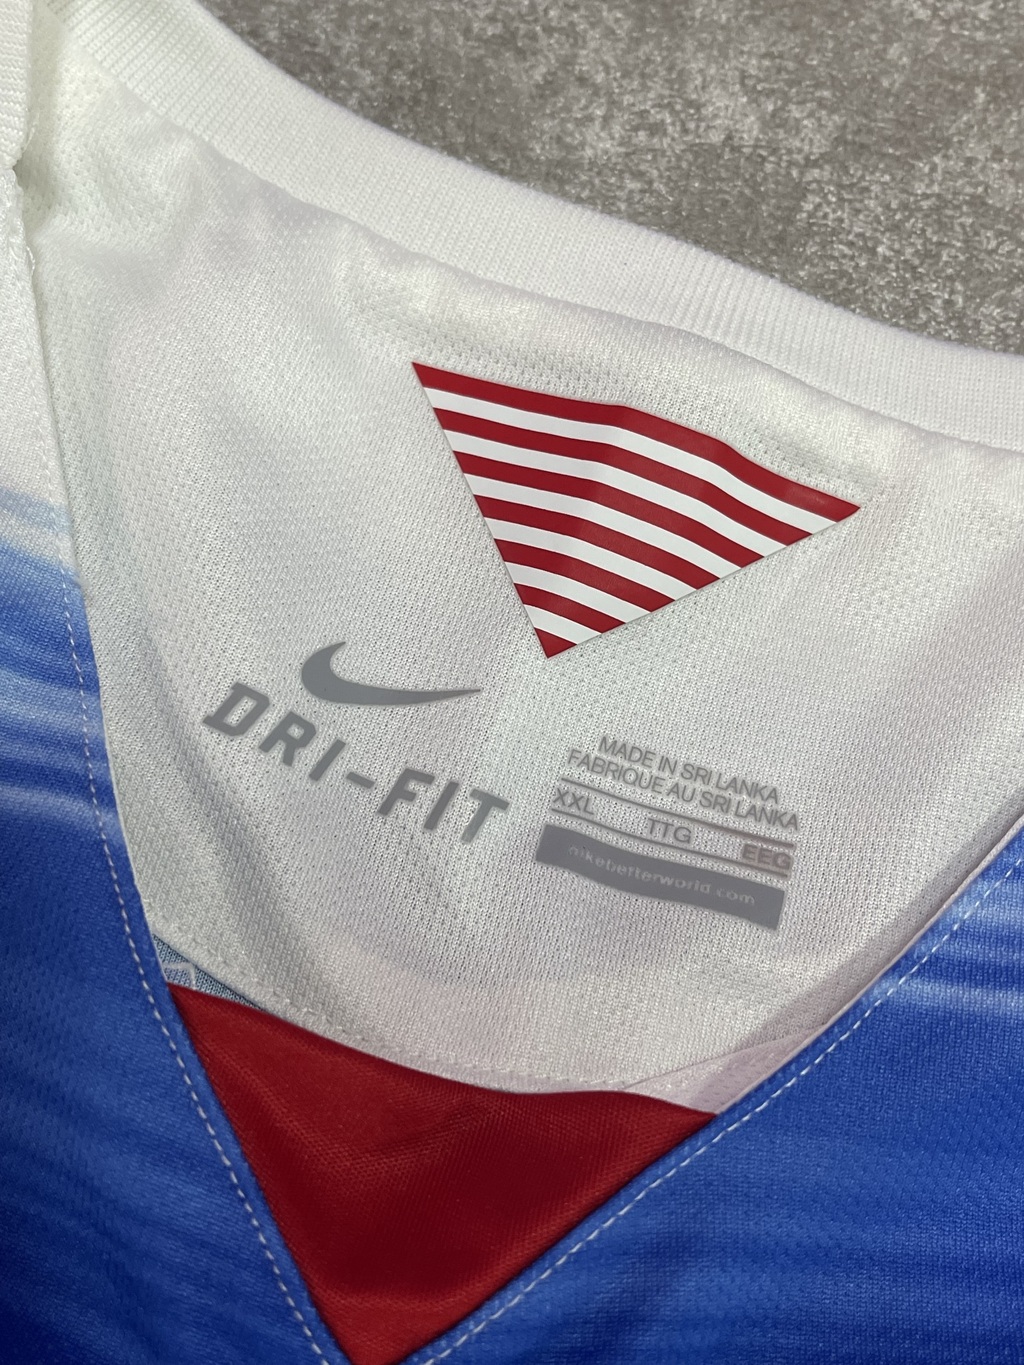 DRI-FIT
MADE IN SRI LANKA
FABRIQUE AU SRI LANKA
XXL TTG EEG
nikebetterworld.com